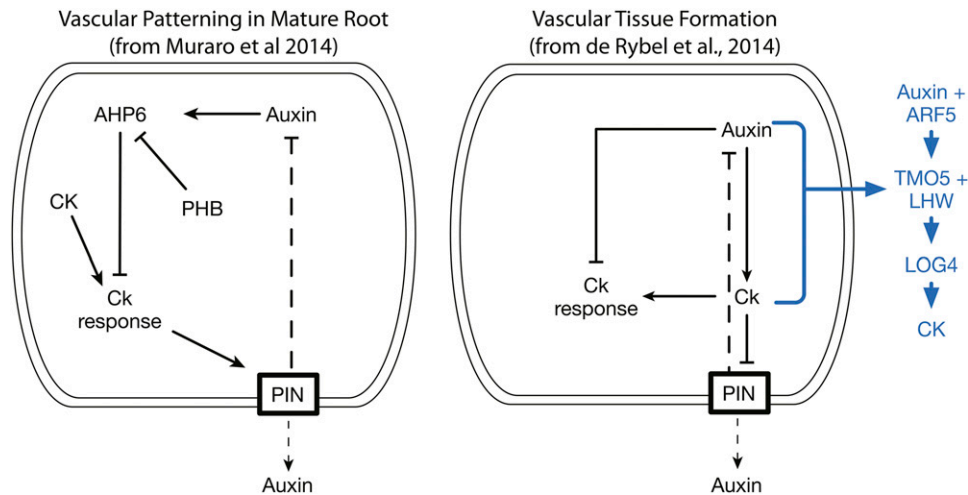 Vascular Patterning in Mature Root
(from Muraro et al 2014)
AHP6
Auxin
CK
PHB
Ck
response
PIN
Auxin
Vascular Tissue Formation
(from de Rybel et al., 2014)
Auxin
Ck
response
Ck
PIN
Auxin
Auxin +
ARF5
TMO5 +
LHW
LOG4
CK